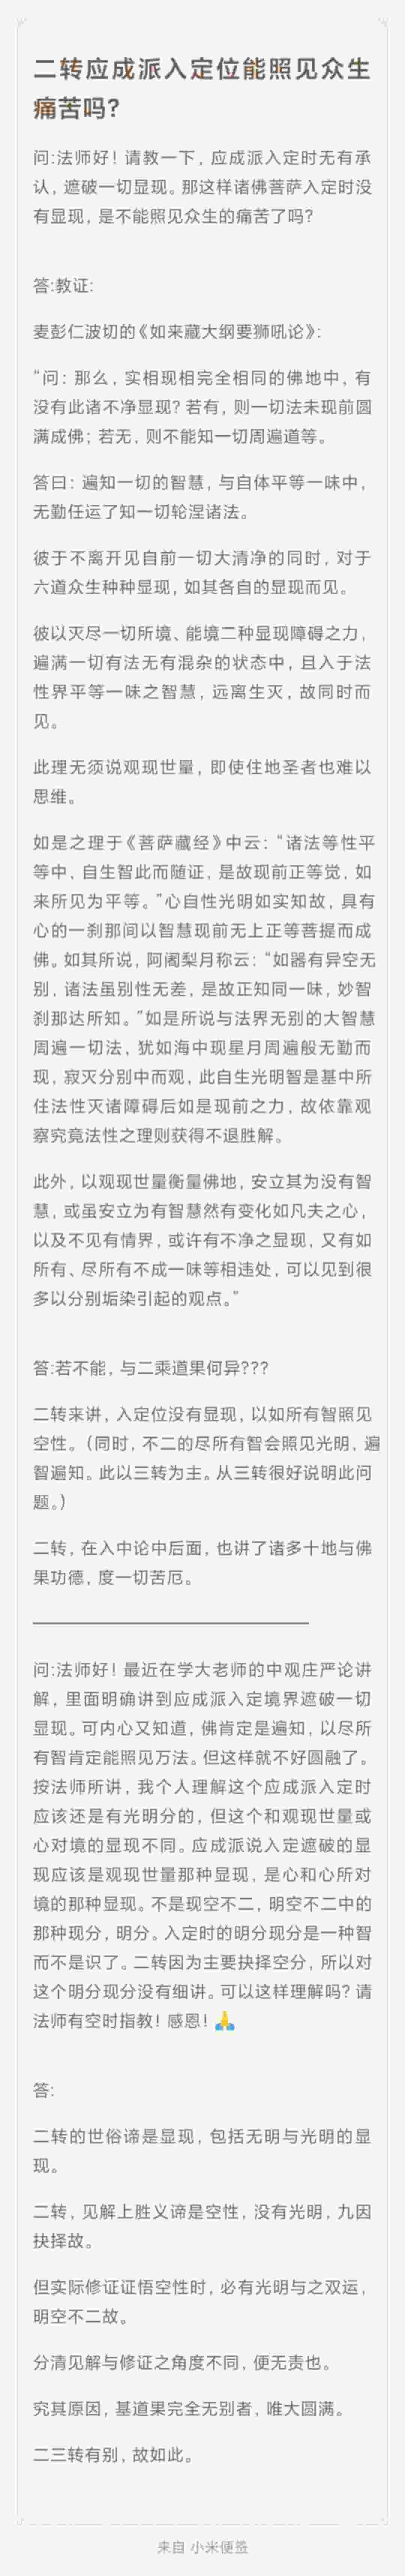 二转应成派入定位能照见众生
痛苦吗?
问:法师好! 请教一下, 应成派入定时无有承
认, 遮破一切显现。那这样诸佛菩萨入定时没
有显现, 是不能照见众生的痛苦了吗?
答:教证:
麦彭仁波切的《如来藏大纲要狮吼论》:
“问: 那么, 实相现相完全相同的佛地中, 有
没有此诸不净显现? 若有, 则一切法未现前圆
满成佛; 若无, 则不能知一切周遍道等。
答曰: 遍知一切的智慧, 与自体平等一味中,
无勤任运了知一切轮涅诸法。
彼于不离开见自前一切大清净的同时, 对于
六道众生种种显现, 如其各自的显现而见。
彼以灭尽一切所境、能境二种显现障碍之力,
遍满一切有法无有混杂的状态中, 且入于法
性界平等一味之智慧, 远离生灭, 故同时而
见。
此理无须说观现世量, 即使住地圣者也难以
思维。
如是之理于《菩萨藏经》中云: “诸法等性平
等中, 自生智此而随证, 是故现前正等觉, 如
来所见为平等。”心自性光明如实知故, 具有
心的一刹那间以智慧现前无上正等菩提而成
佛。如其所说, 阿阇梨月称云: “如器有异空无
别, 诸法虽别性无差, 是故正知同一味, 妙智
刹那达所知。”如是所说与法界无别的大智慧
周遍一切法, 犹如海中现星月周遍般无勤而
现, 寂灭分别中而观, 此自生光明智是基中所
住法性灭诸障碍后如是现前之力, 故依靠观
察究竟法性之理则获得不退胜解。
此外, 以观现世量衡量佛地, 安立其为没有智
慧, 或虽安立为有智慧然有变化如凡夫之心,
以及不见有情界, 或许有不净之显现, 又有如
所有、尽所有不成一味等相违处, 可以见到很
多以分别垢染引起的观点。”
答:若不能, 与二乘道果何异???
二转来讲, 入定位没有显现, 以如所有智照见
空性。(同时, 不二的尽所有智会照见光明, 遍
智遍知。此以三转为主。从三转很好说明此问
题。)
二转, 在入中论中后面, 也讲了诸多十地与佛
果功德, 度一切苦厄。
问:法师好! 最近在学大老师的中观庄严论讲
解, 里面明确讲到应成派入定境界遮破一切
显现。可内心又知道, 佛肯定是遍知, 以尽所
有智肯定能照见万法。但这样就不好圆融了。
按法师所讲, 我个人理解这个应成派入定时
应该还是有光明分的, 但这个和观现世量或
心对境的显现不同。应成派说入定遮破的显
现应该是观现世量那种显现, 是心和心所对
境的那种显现。不是现空不二, 明空不二中的
那种现分, 明分。入定时的明分现分是一种智
而不是识了。二转因为主要抉择空分, 所以对
这个明分现分没有细讲。可以这样理解吗? 请
法师有空时指教! 感恩! 🙏
答:
二转的世俗谛是显现, 包括无明与光明的显
现。
二转, 见解上胜义谛是空性, 没有光明, 九因
抉择故。
但实际修证证悟空性时, 必有光明与之双运,
明空不二故。
分清见解与修证之角度不同, 便无责也。
究其原因, 基道果完全无别者, 唯大圆满。
二三转有别, 故如此。
来自 小米便签